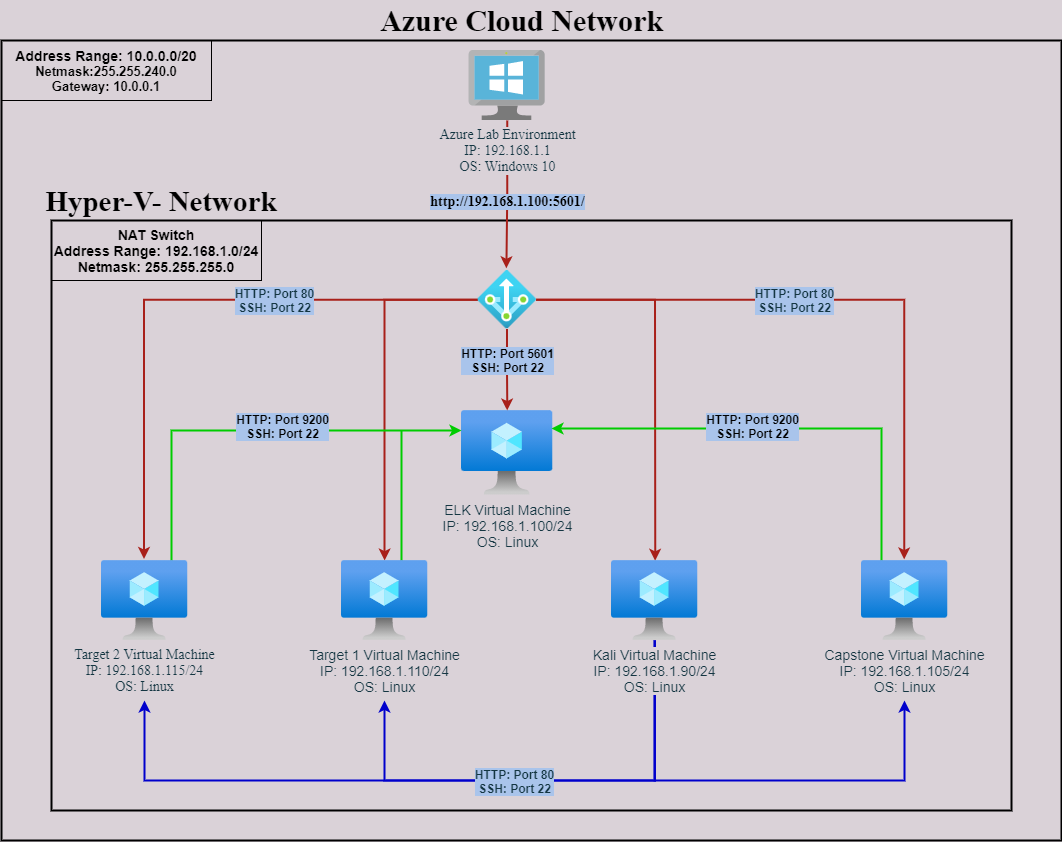 Azure Cloud Network
Address Range: 10.0.0.0/20
Netmask:255.255.240.0
Gateway: 10.0.0.1
Azure Lab Environment
IP: 192.168.1.1
OS: Windows 10
http://192.168.1.100:5601/
Hyper-V- Network
NAT Switch
Address Range: 192.168.1.0/24
Netmask: 255.255.255.0
HTTP: Port 80
SSH: Port 22
HTTP: Port 80
SSH: Port 22
HTTP: Port 5601
SSH: Port 22
HTTP: Port 9200
SSH: Port 22
HTTP: Port 9200
SSH: Port 22
ELK Virtual Machine
IP: 192.168.1.100/24
OS: Linux
Target 2 Virtual Machine
IP: 192.168.1.115/24
OS: Linux
Target 1 Virtual Machine
IP: 192.168.1.110/24
OS: Linux
Kali Virtual Machine
IP: 192.168.1.90/24
OS: Linux
Capstone Virtual Machine
IP: 192.168.1.105/24
OS: Linux
HTTP: Port 80
SSH: Port 22